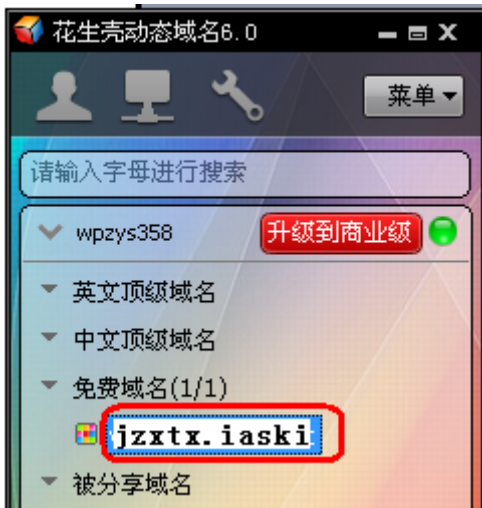 花生壳动态域名6.0
菜单
请输入字母进行搜索
wpzys358 升级到商业级
英文顶级域名
中文顶级域名
免费域名(1/1)
jzxtx.iaski
被分享域名